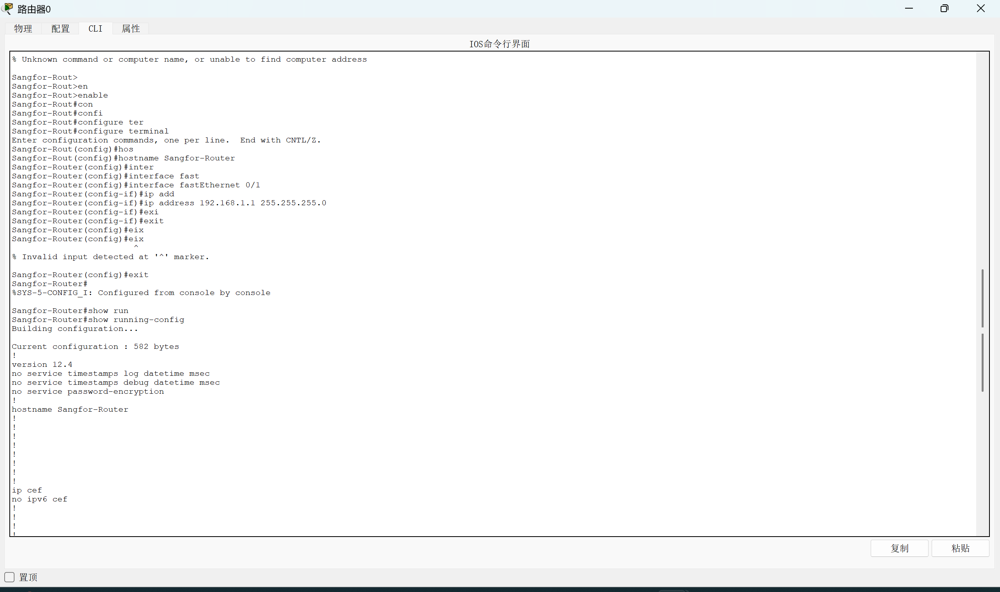 路由器0
物理 配置 CLI 属性
IOS命令行界面
% Unknown command or computer name, or unable to find computer address
Sangfor-Rout>
Sangfor-Rout>en
Sangfor-Rout>enable
Sangfor-Rout#con
Sangfor-Rout#confi
Sangfor-Rout#configure ter
Sangfor-Rout#configure terminal
Enter configuration commands, one per line.  End with CNTL/Z.
Sangfor-Rout(config)#hos
Sangfor-Rout(config)#hostname Sangfor-Router
Sangfor-Router(config)#inter
Sangfor-Router(config)#interface fast
Sangfor-Router(config)#interface fastEthernet 0/1
Sangfor-Router(config-if)#ip add
Sangfor-Router(config-if)#ip address 192.168.1.1 255.255.255.0
Sangfor-Router(config-if)#exi
Sangfor-Router(config-if)#exit
Sangfor-Router(config)#eix
Sangfor-Router(config)#eix
^
% Invalid input detected at '^' marker.
Sangfor-Router(config)#exit
Sangfor-Router#
%SYS-5-CONFIG_I: Configured from console by console
Sangfor-Router#show run
Sangfor-Router#show running-config
Building configuration...
Current configuration : 582 bytes
!
version 12.4
no service timestamps log datetime msec
no service timestamps debug datetime msec
no service password-encryption
!
hostname Sangfor-Router
!
!
!
!
!
!
!
!
ip cef
no ipv6 cef
!
!
!
!
复制 粘贴
置顶